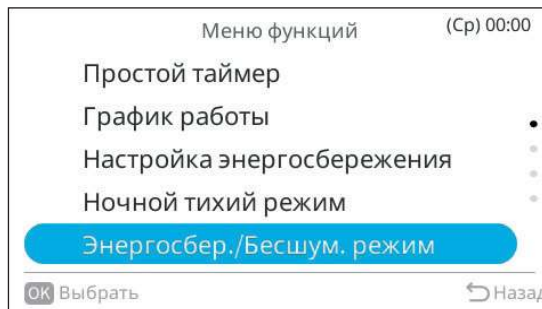 Меню функций
(Ср) 00:00
Простой таймер
График работы
Настройка энергосбережения
Ночной тихий режим
Энергосбер./Бесшум. режим
OK Выбрать
Назад